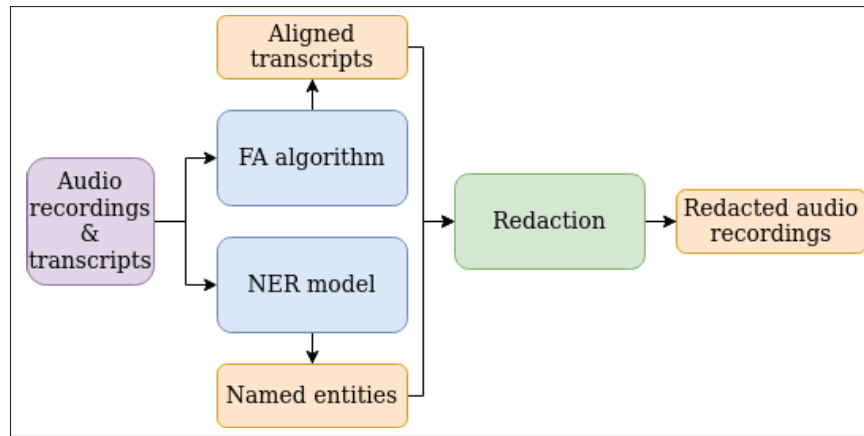 Aligned
transcripts
FA algorithm
Audio
recordings
&
transcripts
NER model
Named entities
Redaction
Redacted audio
recordings